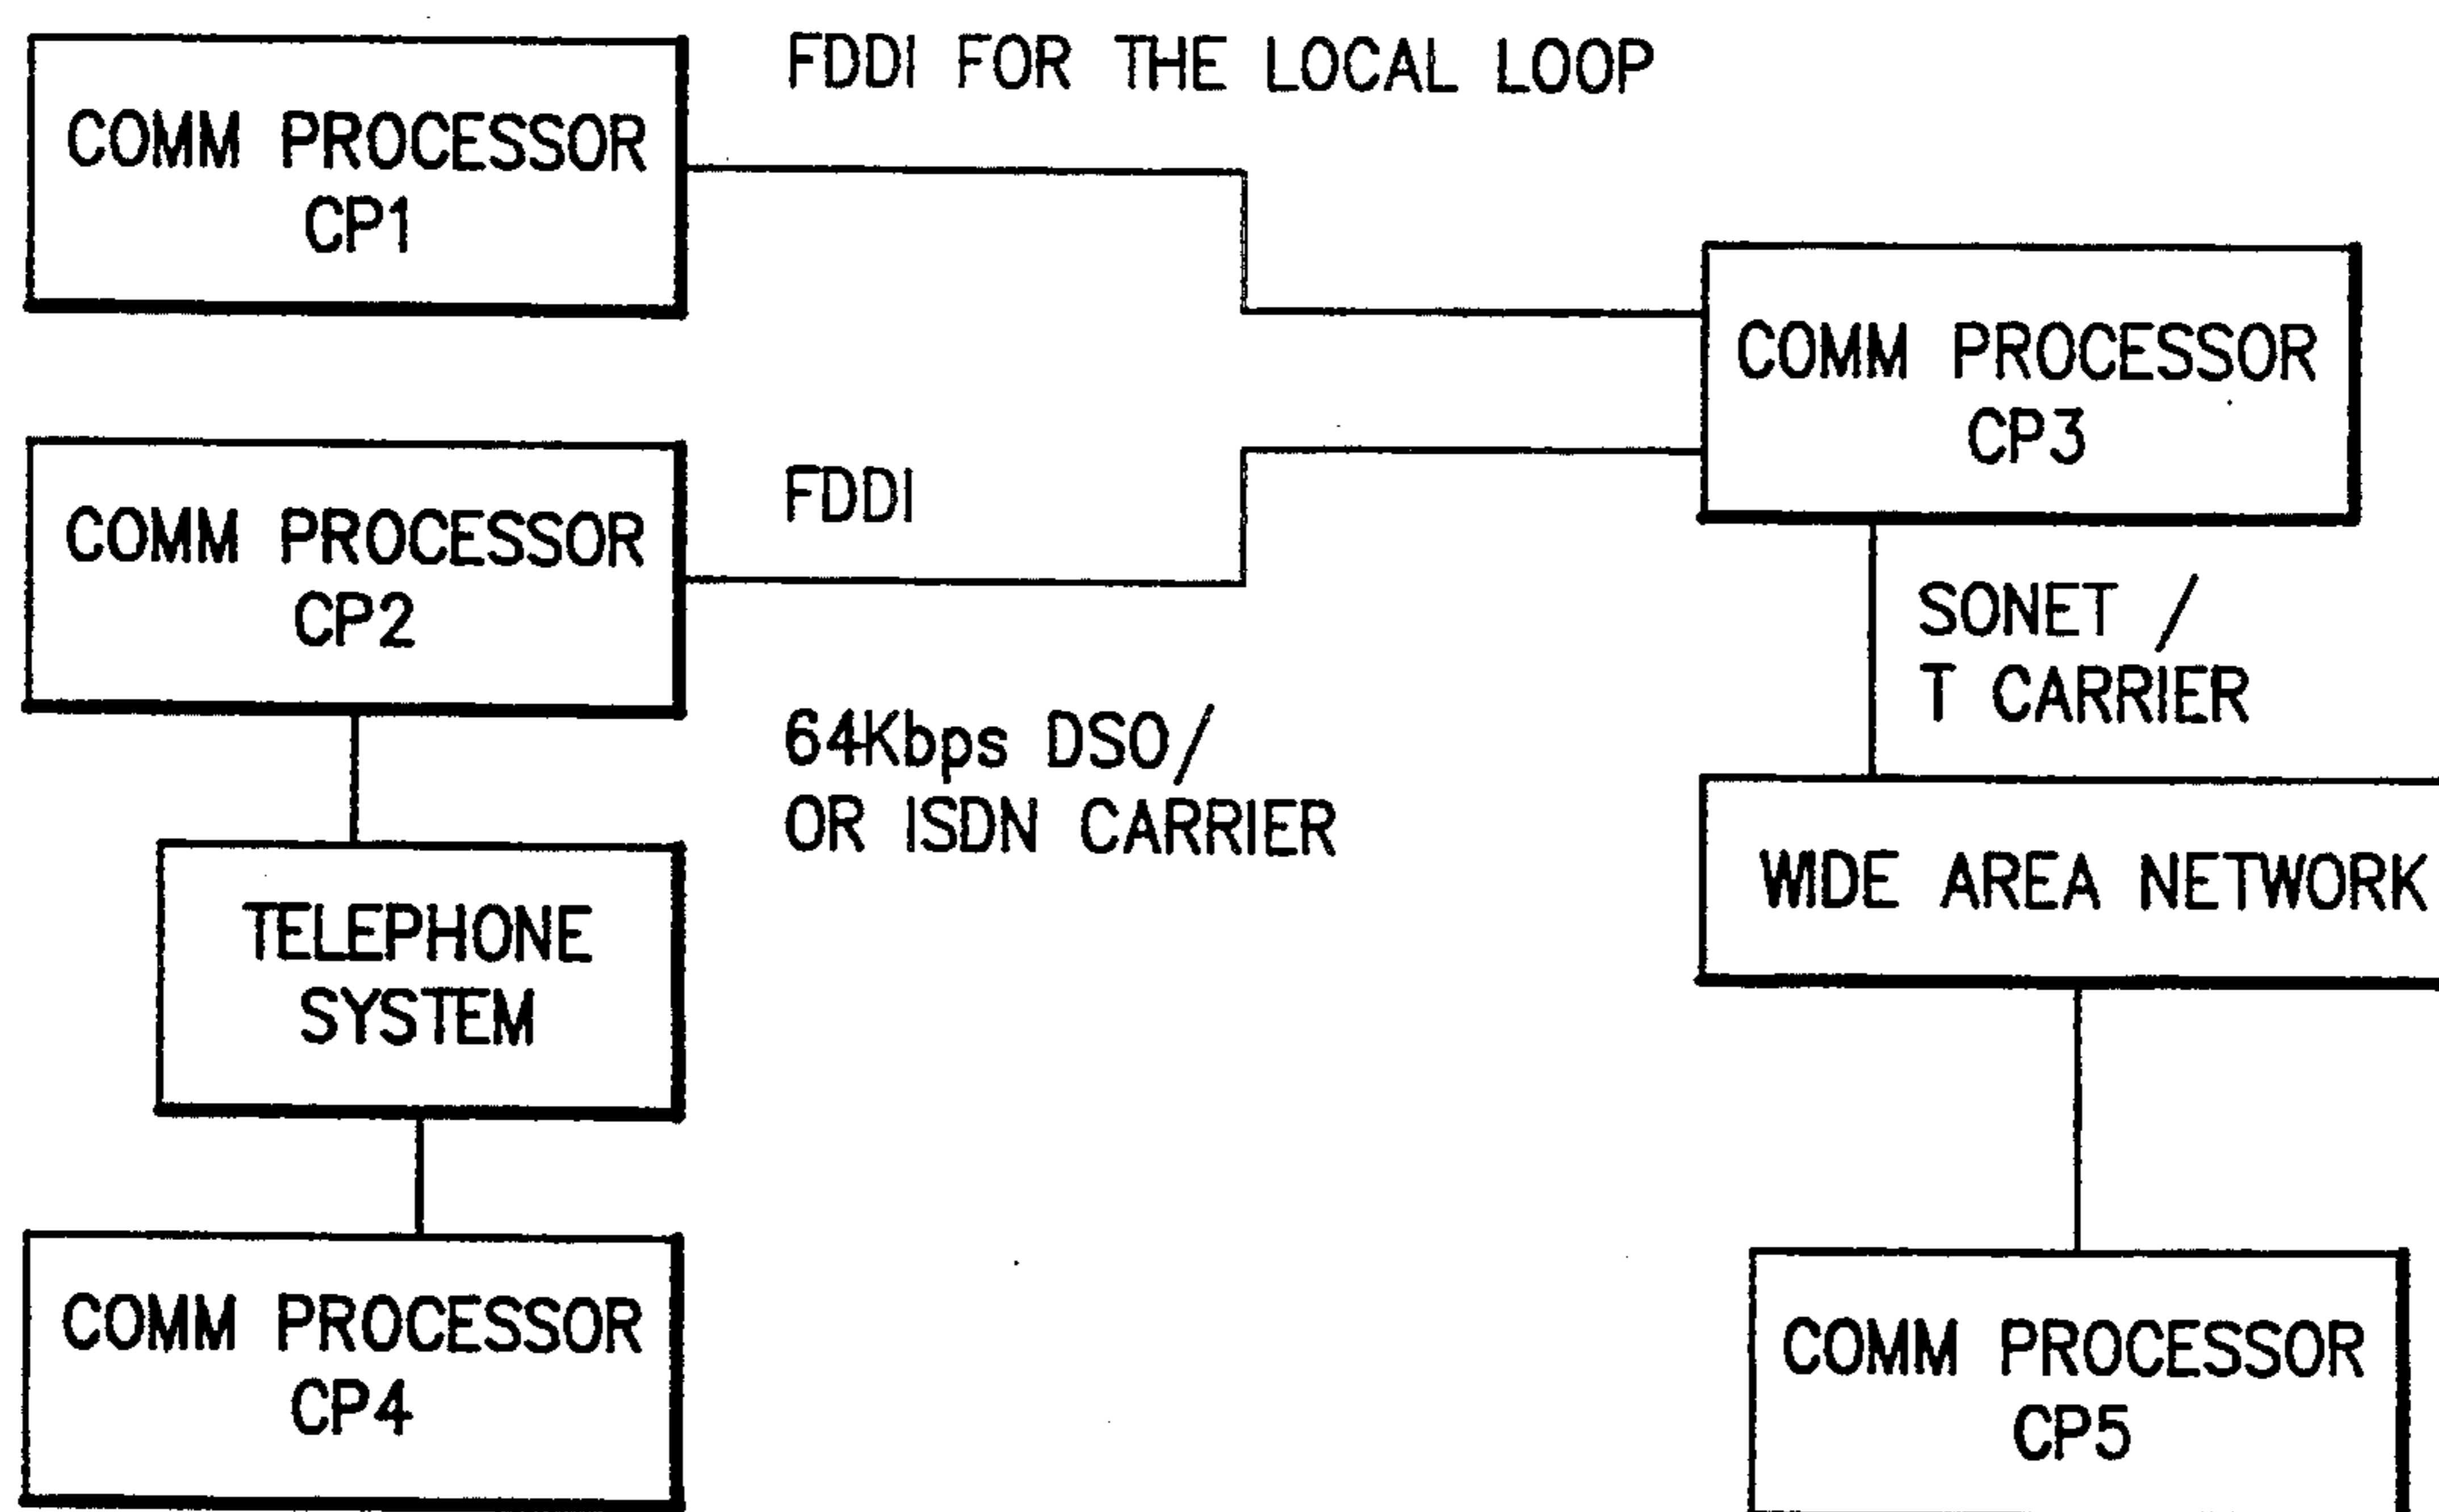 COMM PROCESSOR
CP1
FDDI FOR THE LOCAL LOOP
COMM PROCESSOR
CP3
COMM PROCESSOR
CP2
FDDI
SONET /
T CARRIER
64Kbps DSO/
OR ISDN CARRIER
WIDE AREA NETWORK
TELEPHONE
SYSTEM
COMM PROCESSOR
CP4
COMM PROCESSOR
CP5